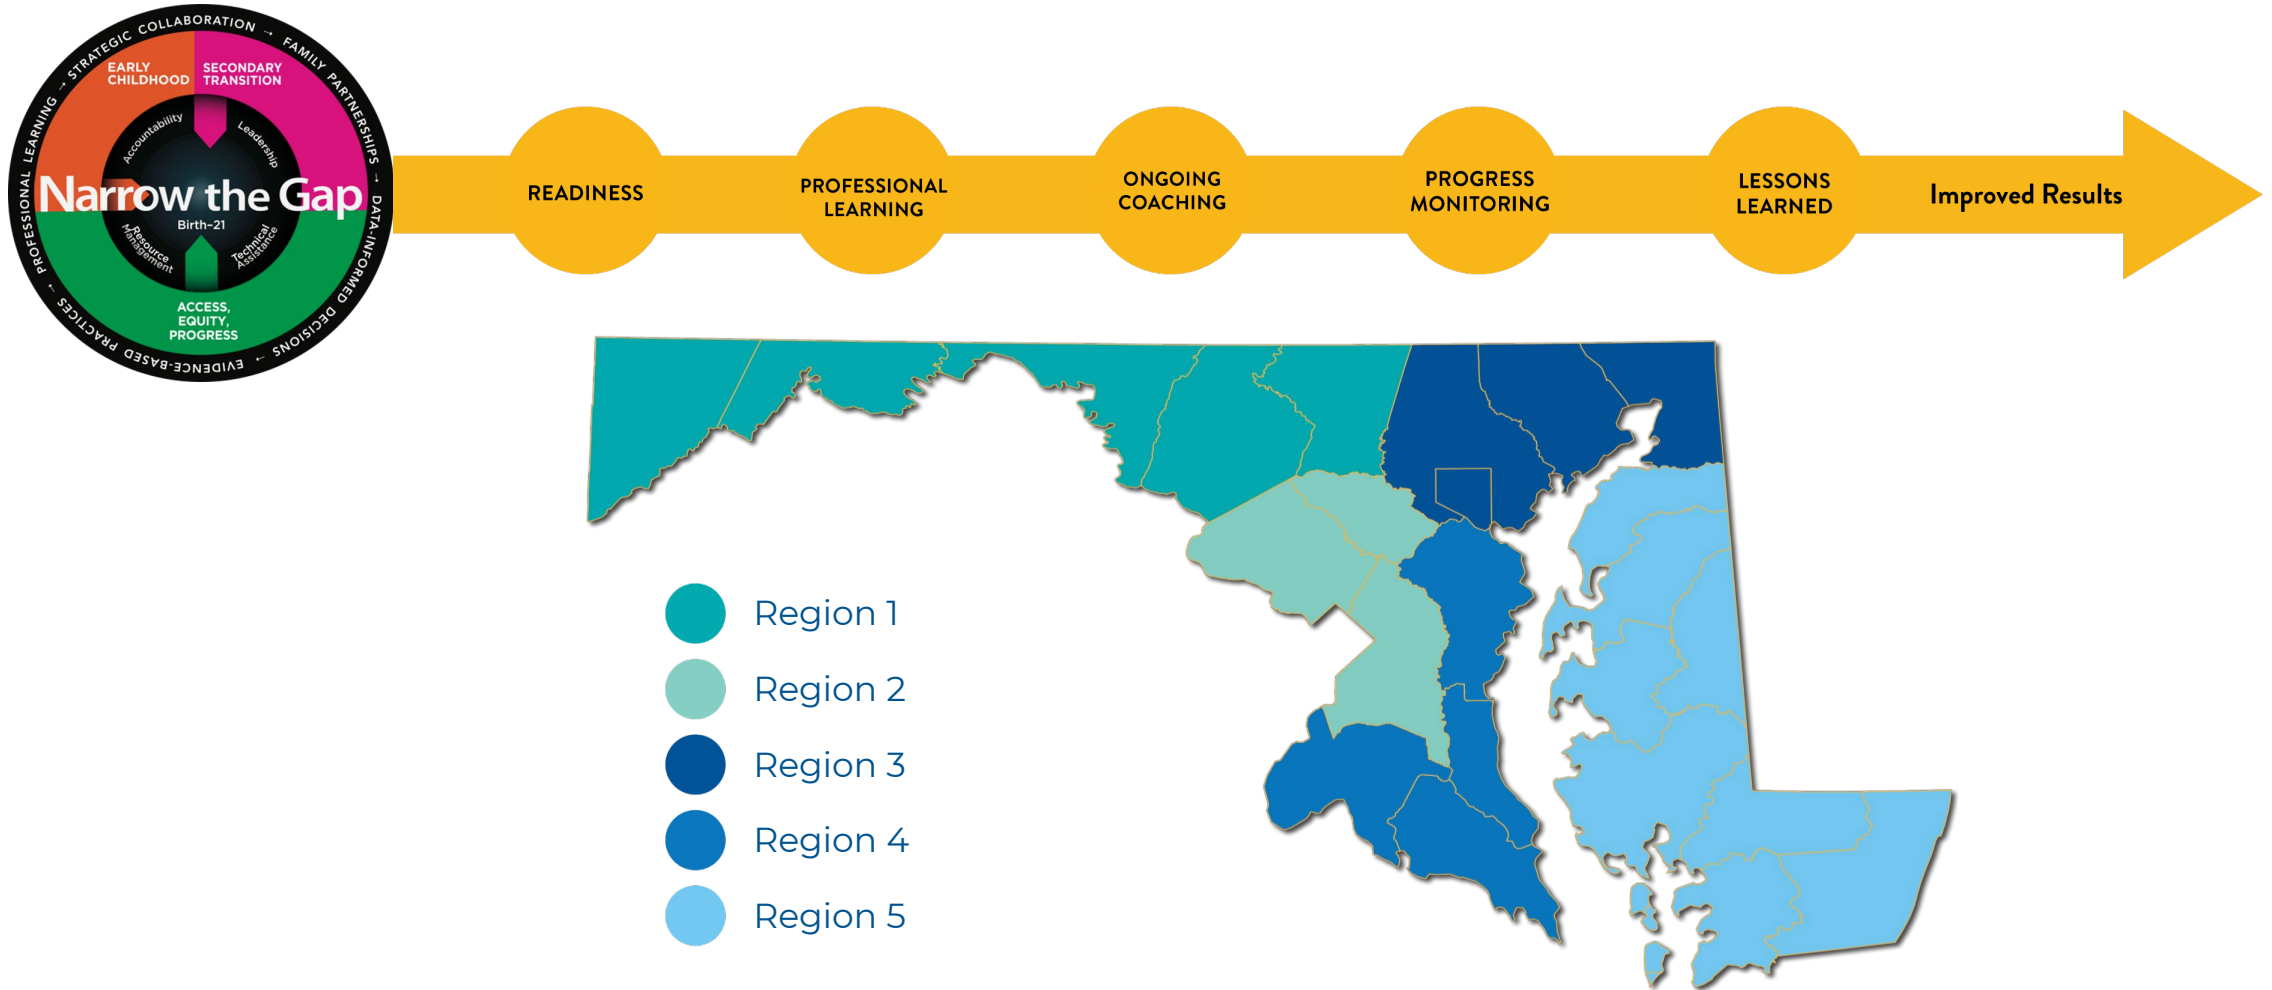 PROFESSIONAL LEARNING → STRATEGIC COLLABORATION → FAMILY PARTNERSHIPS → DATA-INFORMED DECISIONS → EVIDENCE-BASED PRACTICES →
EARLY
CHILDHOOD
SECONDARY
TRANSITION
Accountability
Leadership
Narrow the Gap
Birth–21
Resource
Management
Technical
Assistance
ACCESS,
EQUITY,
PROGRESS
READINESS
PROFESSIONAL
LEARNING
ONGOING
COACHING
PROGRESS
MONITORING
LESSONS
LEARNED
Improved Results
Region 1
Region 2
Region 3
Region 4
Region 5